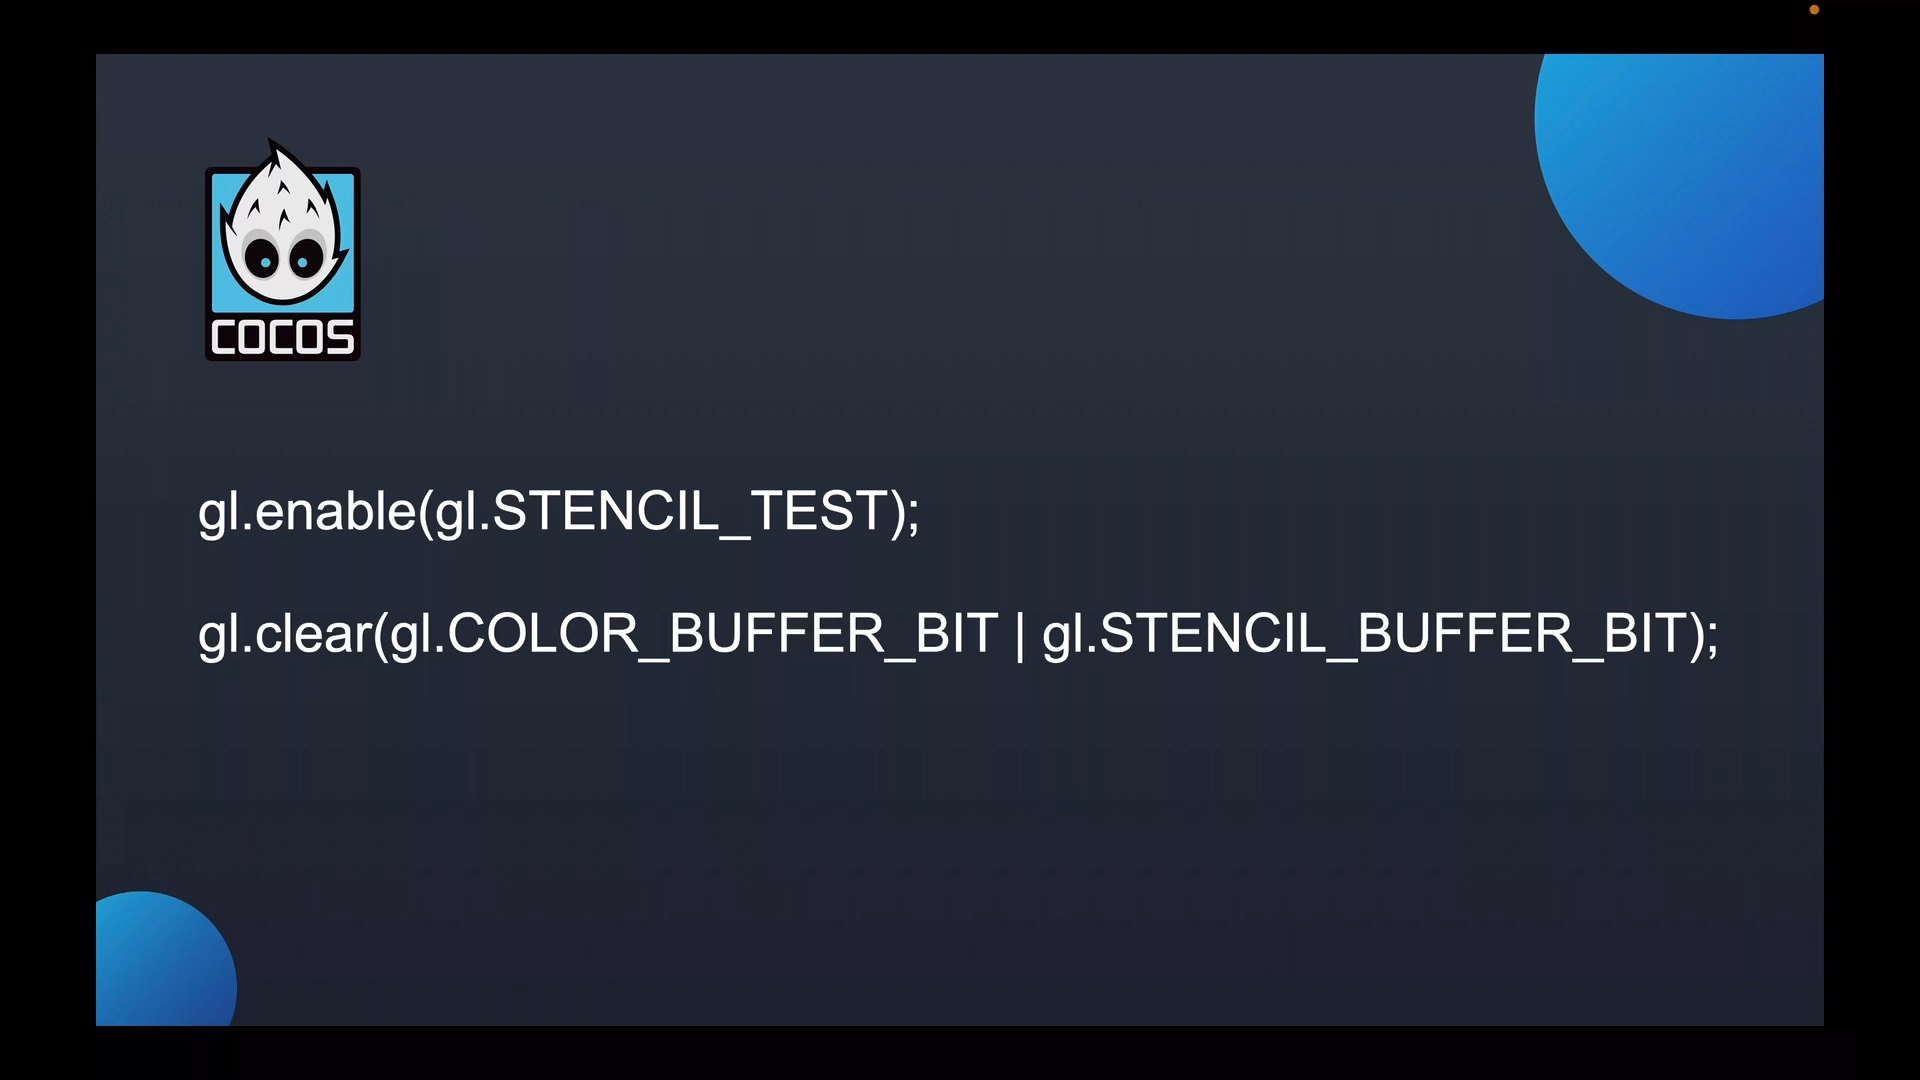 COCOS
gl.enable(gl.STENCIL_TEST);
gl.clear(gl.COLOR_BUFFER_BIT | gl.STENCIL_BUFFER_BIT);